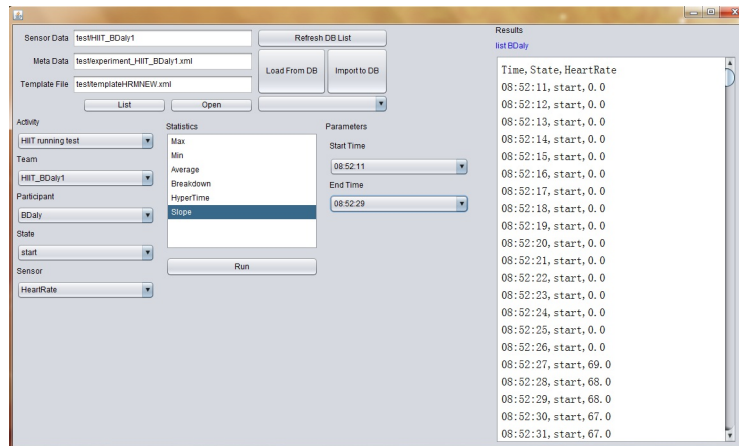 Sensor Data test/HIIT_BDaly1 Refresh DB List
Meta Data test/experiment_HIIT_BDaly1.xml
Load From DB Import to DB
Template File test/templateHRMNEW.xml
List Open
Activity
HIIT running test
Team
HIIT_BDaly1
Participant
BDaly
State
start
Sensor
HeartRate
Statistics
Max
Min
Average
Breakdown
HyperTime
Slope
Run
Parameters
Start Time
08:52:11
End Time
08:52:29
Results
list BDaly
Time,State,HeartRate
08:52:11,start,0.0
08:52:12,start,0.0
08:52:13,start,0.0
08:52:14,start,0.0
08:52:15,start,0.0
08:52:16,start,0.0
08:52:17,start,0.0
08:52:18,start,0.0
08:52:19,start,0.0
08:52:20,start,0.0
08:52:21,start,0.0
08:52:22,start,0.0
08:52:23,start,0.0
08:52:24,start,0.0
08:52:25,start,0.0
08:52:26,start,0.0
08:52:27,start,69.0
08:52:28,start,68.0
08:52:29,start,68.0
08:52:30,start,67.0
08:52:31,start,67.0